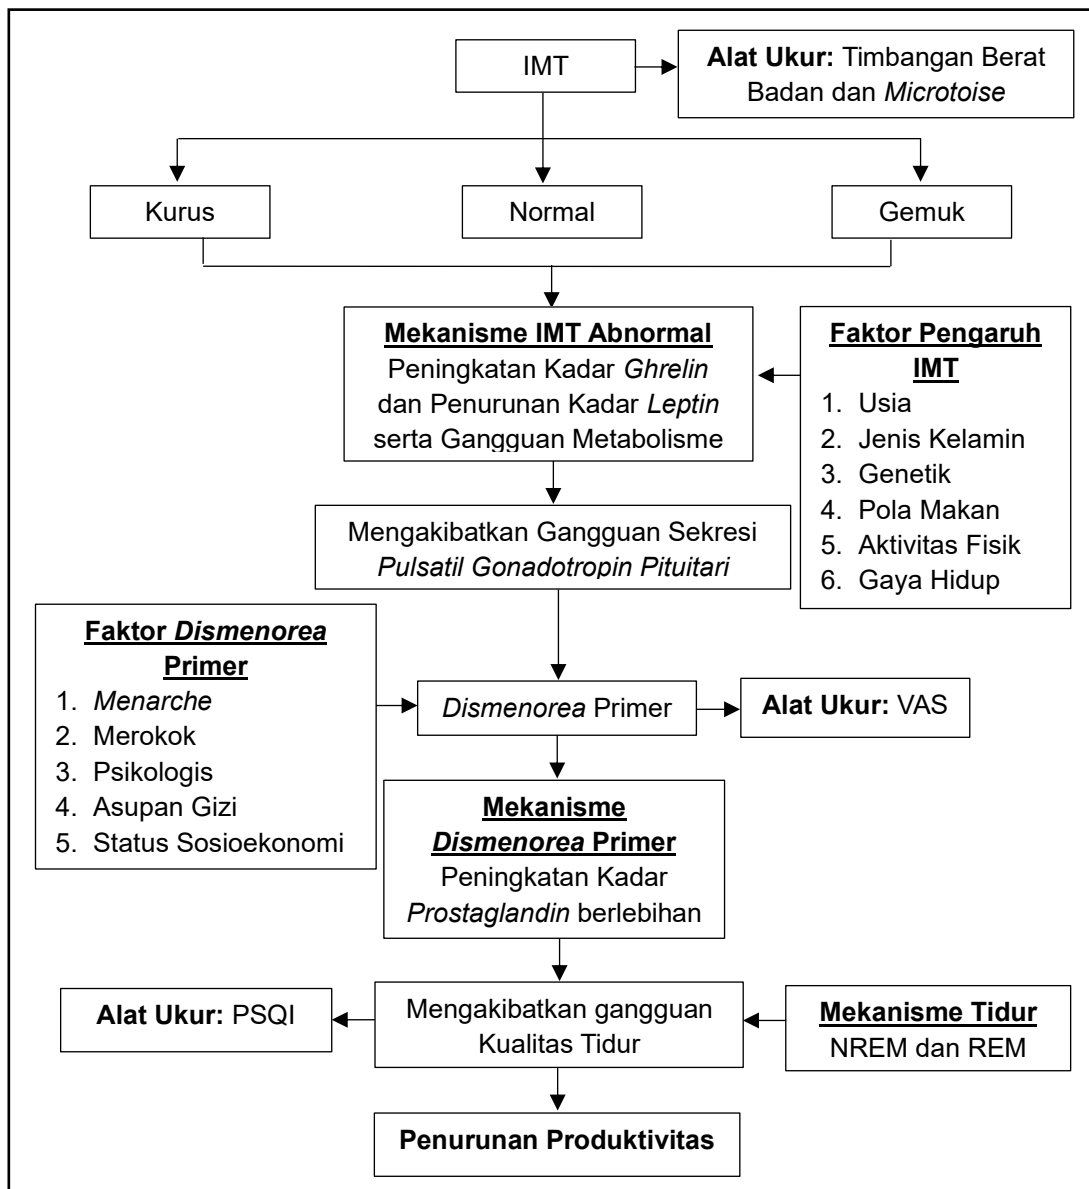 IMT
Alat Ukur: Timbangan Berat
Badan dan Microtoise
Kurus
Normal
Gemuk
Mekanisme IMT Abnormal
Peningkatan Kadar Ghrelin
dan Penurunan Kadar Leptin
serta Gangguan Metabolisme
Faktor Pengaruh
IMT
1. Usia
2. Jenis Kelamin
3. Genetik
4. Pola Makan
5. Aktivitas Fisik
6. Gaya Hidup
Mengakibatkan Gangguan Sekresi
Pulsatil Gonadotropin Pituitari
Faktor Dismenorea
Primer
1. Menarche
2. Merokok
3. Psikologis
4. Asupan Gizi
5. Status Sosioekonomi
Dismenorea Primer
Alat Ukur: VAS
Mekanisme
Dismenorea Primer
Peningkatan Kadar
Prostaglandin berlebihan
Alat Ukur: PSQI
Mengakibatkan gangguan
Kualitas Tidur
Mekanisme Tidur
NREM dan REM
Penurunan Produktivitas